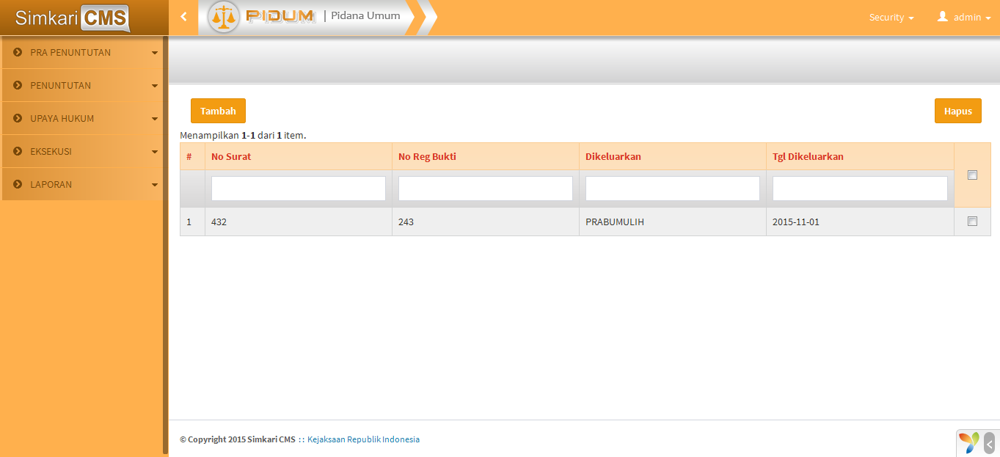 Simkari CMS
PIDUM | Pidana Umum
Security
admin
PRA PENUNTUTAN
PENUNTUTAN
UPAYA HUKUM
EKSEKUSI
LAPORAN
Tambah
Hapus
Menampilkan 1-1 dari 1 item.
# No Surat No Reg Bukti Dikeluarkan Tgl Dikeluarkan
1 432 243 PRABUMULIH 2015-11-01
© Copyright 2015 Simkari CMS :: Kejaksaan Republik Indonesia